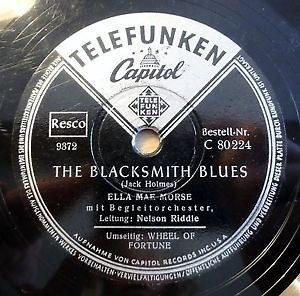 TELEFUNKEN
Capitol
TELE
FUN
KEN
Resco
9372
Bestell-Nr.
C 80224
THE BLACKSMITH BLUES
(Jack Holmes)
ELLA MAE MORSE
mit Begleitorchester,
Leitung: Nelson Riddle
Umseitig: WHEEL OF
FORTUNE
AUFNAHME VON CAPITOL RECORDS INC. U.S.A.